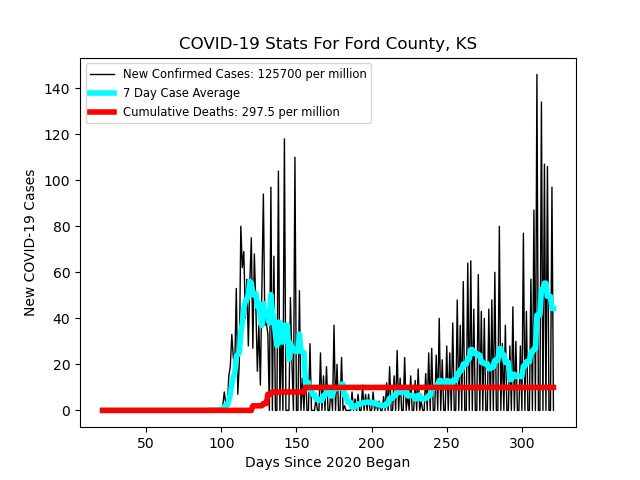 COVID-19 Stats For Ford County, KS
New Confirmed Cases: 125700 per million
7 Day Case Average
Cumulative Deaths: 297.5 per million
New COVID-19 Cases
140
120
100
80
60
40
20
0
50 100 150 200 250 300
Days Since 2020 Began